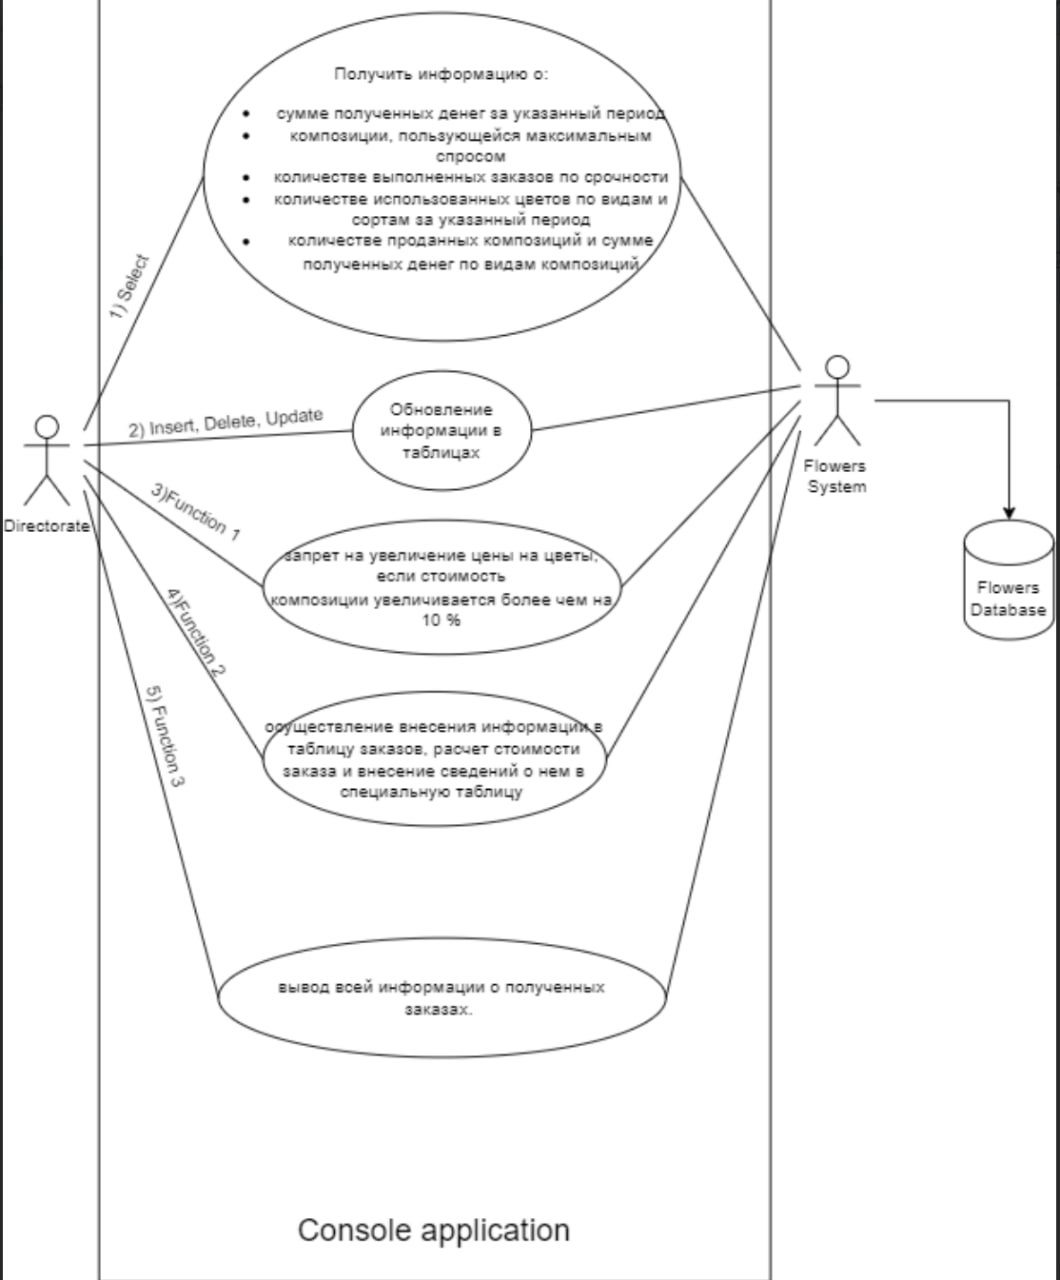 Получить информацию о:
сумме полученных денег за указанный период
композиции, пользующейся максимальным
спросом
количестве выполненных заказов по срочности
количестве использованных цветов по видам и
сортам за указанный период
количестве проданных композиций и сумме
полученных денег по видам композиций
1) Select
2) Insert, Delete, Update
Обновление
информации в
таблицах
Flowers
System
Directorate
3)Function 1
запрет на увеличение цены на цветы,
если стоимость
композиции увеличивается более чем на
10 %
Flowers
Database
4)Function 2
осуществление внесения информации в
таблицу заказов, расчет стоимости
заказа и внесение сведений о нем в
специальную таблицу
5) Function 3
вывод всей информации о полученных
заказах.
Console application